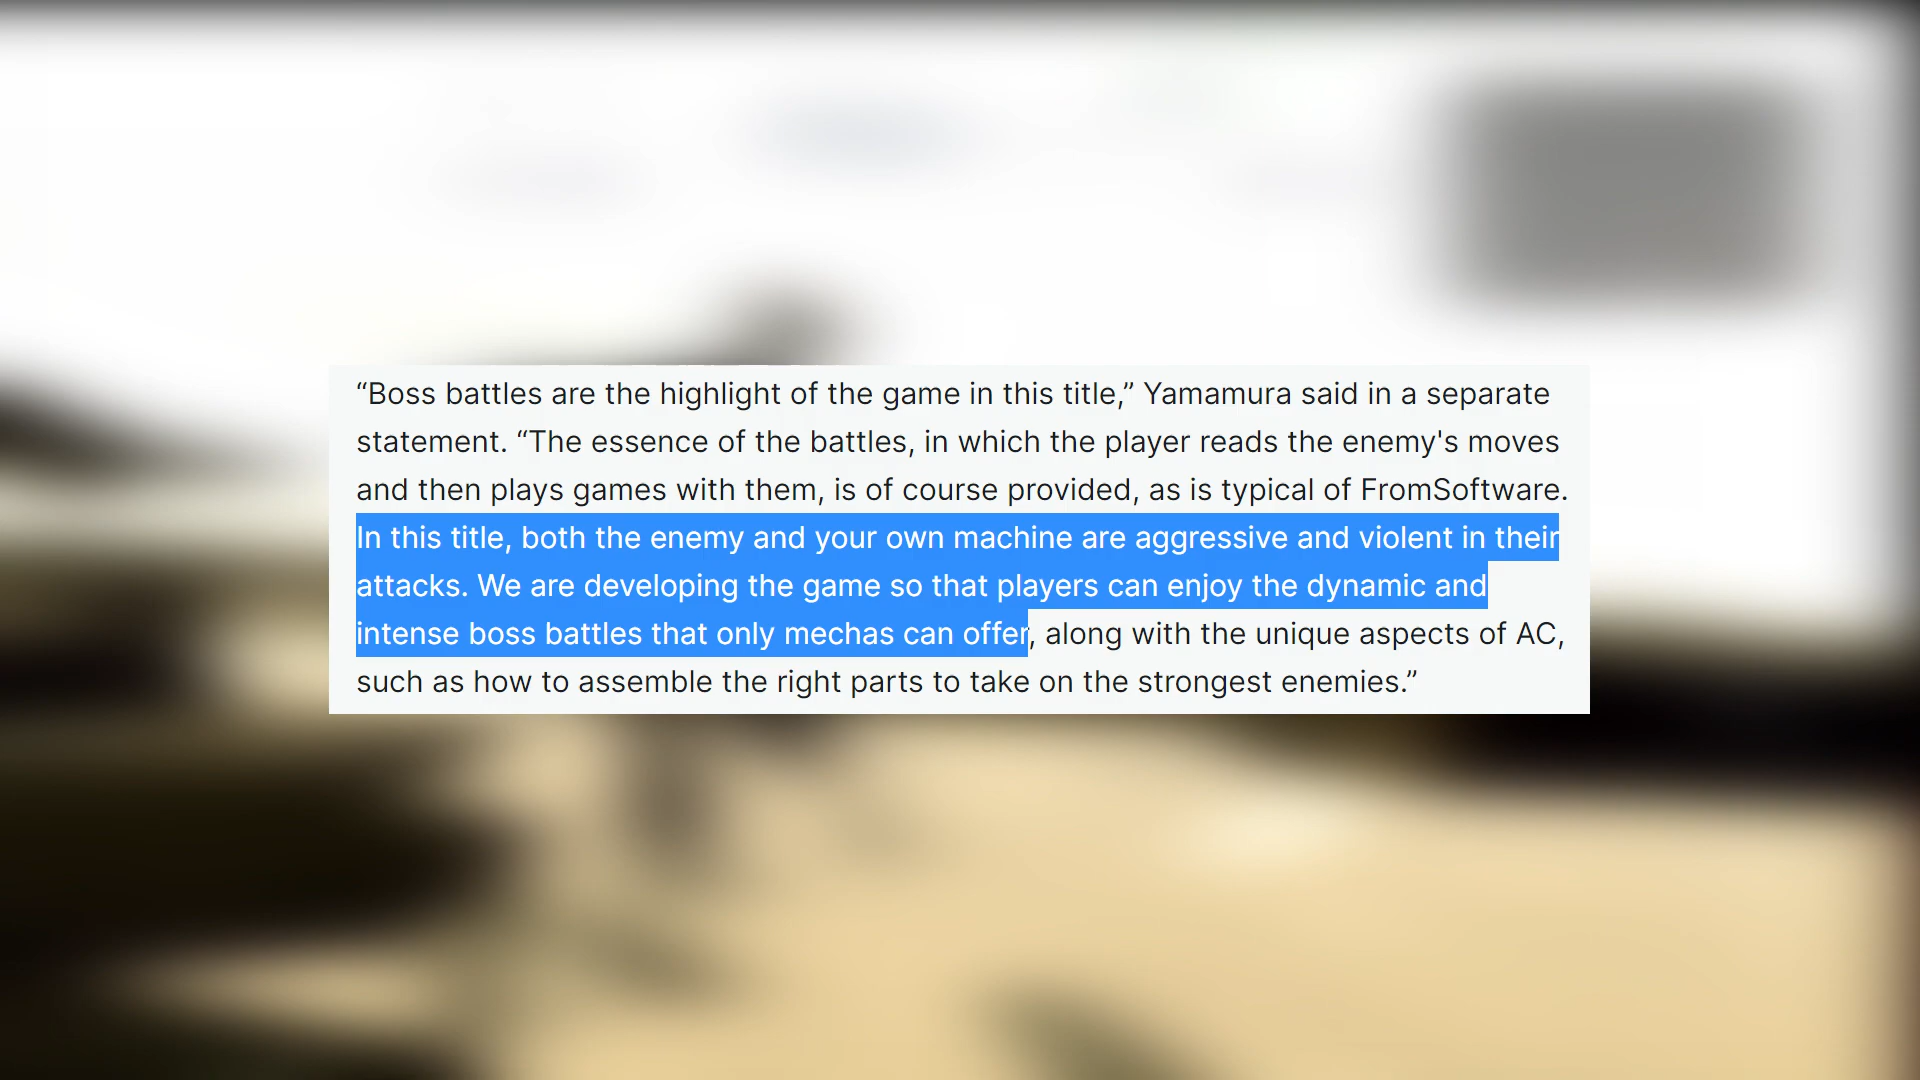 “Boss battles are the highlight of the game in this title,” Yamamura said in a separate
statement. “The essence of the battles, in which the player reads the enemy's moves
and then plays games with them, is of course provided, as is typical of FromSoftware.
In this title, both the enemy and your own machine are aggressive and violent in their
attacks. We are developing the game so that players can enjoy the dynamic and
intense boss battles that only mechas can offer, along with the unique aspects of AC,
such as how to assemble the right parts to take on the strongest enemies.”